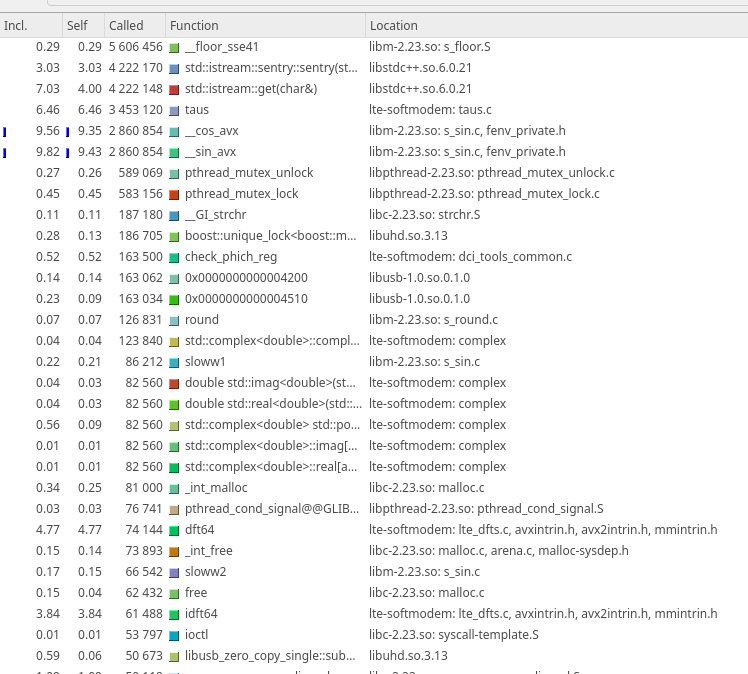 Incl. Self Called Function Location
0.29 0.29 5 606 456 __floor_sse41 libm-2.23.so: s_floor.S
3.03 3.03 4 222 170 std::istream::sentry::sentry(st... libstdc++.so.6.0.21
7.03 4.00 4 222 148 std::istream::get(char&) libstdc++.so.6.0.21
6.46 6.46 3 453 120 taus lte-softmodem: taus.c
9.56 9.35 2 860 854 __cos_avx libm-2.23.so: s_sin.c, fenv_private.h
9.82 9.43 2 860 854 __sin_avx libm-2.23.so: s_sin.c, fenv_private.h
0.27 0.26 589 069 pthread_mutex_unlock libpthread-2.23.so: pthread_mutex_unlock.c
0.45 0.45 583 156 pthread_mutex_lock libpthread-2.23.so: pthread_mutex_lock.c
0.11 0.11 187 180 __GI_strchr libc-2.23.so: strchr.S
0.28 0.13 186 705 boost::unique_lock<boost::m... libuhd.so.3.13
0.52 0.52 163 500 check_phich_reg lte-softmodem: dci_tools_common.c
0.14 0.14 163 062 0x0000000000004200 libusb-1.0.so.0.1.0
0.23 0.09 163 034 0x0000000000004510 libusb-1.0.so.0.1.0
0.07 0.07 126 831 round libm-2.23.so: s_round.c
0.04 0.04 123 840 std::complex<double>::compl... lte-softmodem: complex
0.22 0.21 86 212 sloww1 libm-2.23.so: s_sin.c
0.04 0.03 82 560 double std::imag<double>(st... lte-softmodem: complex
0.04 0.03 82 560 double std::real<double>(std::... lte-softmodem: complex
0.56 0.09 82 560 std::complex<double> std::po... lte-softmodem: complex
0.01 0.01 82 560 std::complex<double>::imag[... lte-softmodem: complex
0.01 0.01 82 560 std::complex<double>::real[a... lte-softmodem: complex
0.34 0.25 81 000 _int_malloc libc-2.23.so: malloc.c
0.03 0.03 76 741 pthread_cond_signal@@GLIB... libpthread-2.23.so: pthread_cond_signal.S
4.77 4.77 74 144 dft64 lte-softmodem: lte_dfts.c, avxintrin.h, avx2intrin.h, mmintrin.h
0.15 0.14 73 893 _int_free libc-2.23.so: malloc.c, arena.c, malloc-sysdep.h
0.17 0.15 66 542 sloww2 libm-2.23.so: s_sin.c
0.15 0.04 62 432 free libc-2.23.so: malloc.c
3.84 3.84 61 488 idft64 lte-softmodem: lte_dfts.c, avxintrin.h, avx2intrin.h, mmintrin.h
0.01 0.01 53 797 ioctl libc-2.23.so: syscall-template.S
0.59 0.06 50 673 libusb_zero_copy_single::sub... libuhd.so.3.13